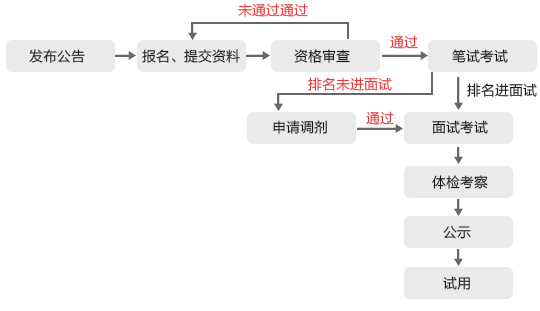 未通过通过
发布公告
报名、提交资料
资格审查
通过
笔试考试
排名未进面试
排名进面试
申请调剂
通过
面试考试
体检考察
公示
试用